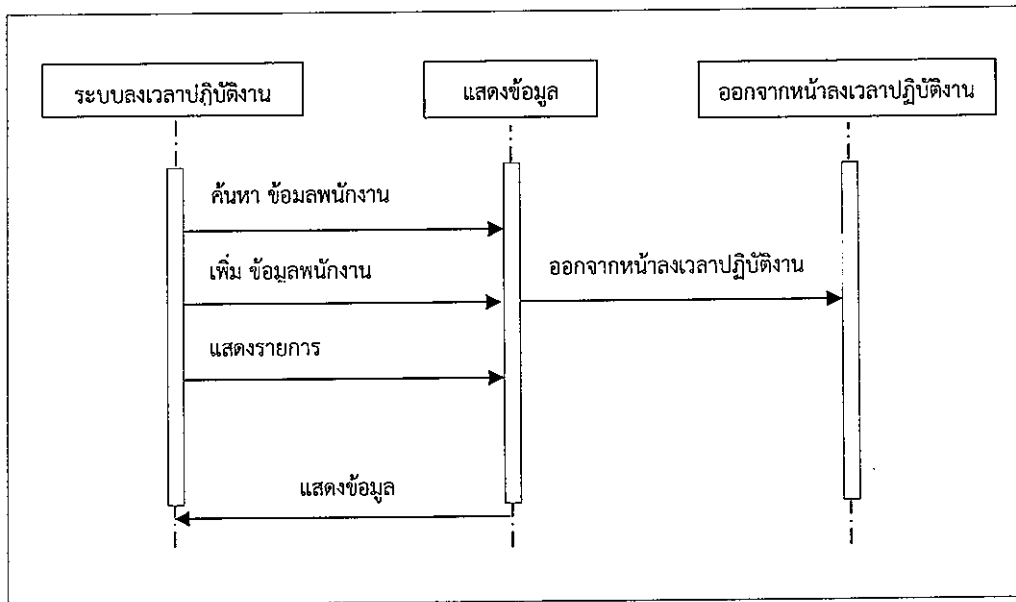 ระบบลงเวลาปฏิบัติงาน
แสดงข้อมูล
ออกจากหน้าลงเวลาปฏิบัติงาน
ค้นหา ข้อมลพนักงาน
เพิ่ม ข้อมูลพนักงาน
ออกจากหน้าลงเวลาปฏิบัติงาน
แสดงรายการ
แสดงข้อมูล